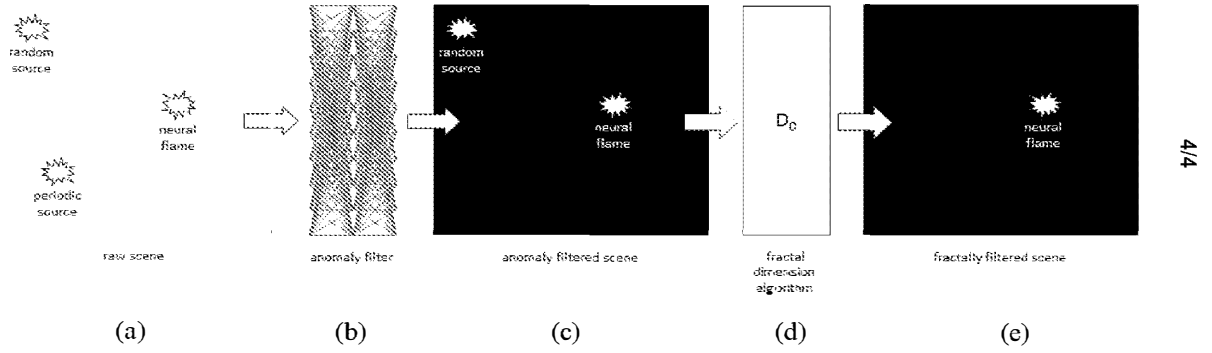 random
source
neural
flame
periodic
source
random
source
neural
flame
D₀
neural
flame
4/4
raw scene
anomaly filter
anomaly filtered scene
fractal
dimension
algorithm
fractally filtered scene
(a)
(b)
(c)
(d)
(e)